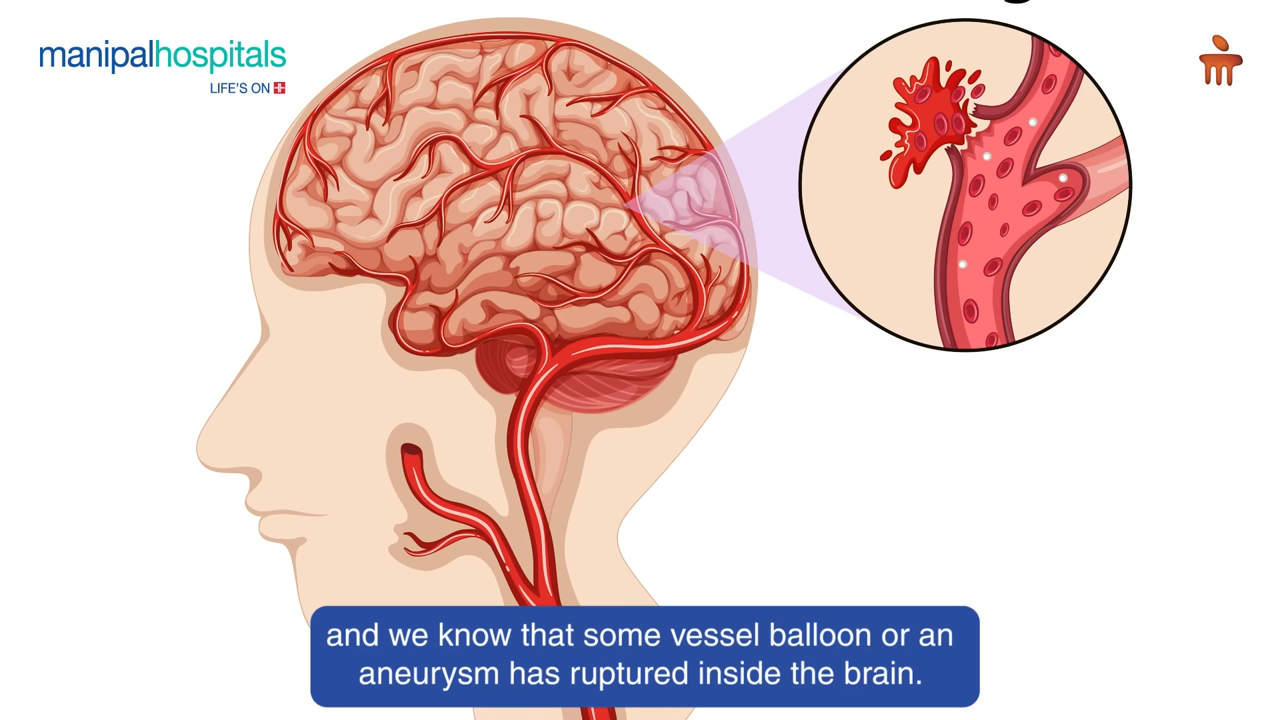 manipalhospitals
LIFE'S ON
and we know that some vessel balloon or an
aneurysm has ruptured inside the brain.